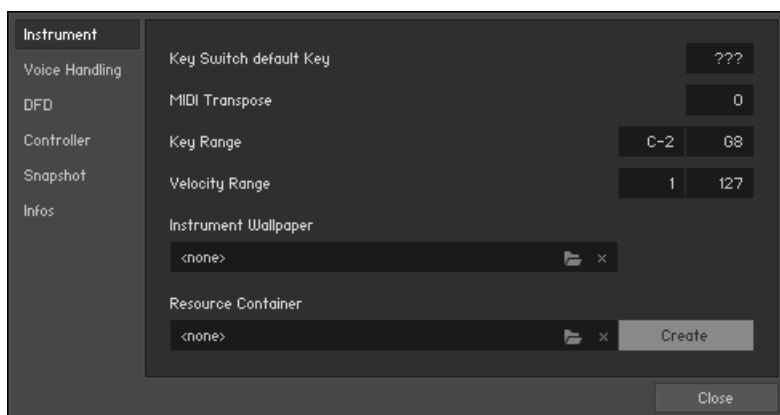 Instrument
Voice Handling
DFD
Controller
Snapshot
Infos
Key Switch default Key ???
MIDI Transpose 0
Key Range C-2 G8
Velocity Range 1 127
Instrument Wallpaper
<none> ×
Resource Container
<none> × Create
Close